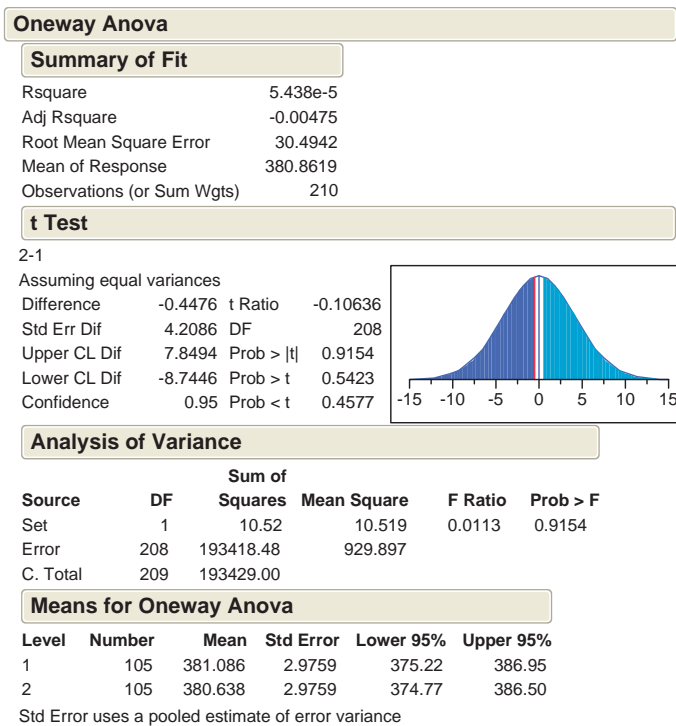 Oneway Anova
Summary of Fit
Rsquare 5.438e-5
Adj Rsquare -0.00475
Root Mean Square Error 30.4942
Mean of Response 380.8619
Observations (or Sum Wgts) 210
t Test
2-1
Assuming equal variances
Difference -0.4476 t Ratio -0.10636
Std Err Dif 4.2086 DF 208
Upper CL Dif 7.8494 Prob > |t| 0.9154
Lower CL Dif -8.7446 Prob > t 0.5423
Confidence 0.95 Prob < t 0.4577
-15 -10 -5 0 5 10 15
Analysis of Variance
Sum of
Source DF Squares Mean Square F Ratio Prob > F
Set 1 10.52 10.519 0.0113 0.9154
Error 208 193418.48 929.897
C. Total 209 193429.00
Means for Oneway Anova
Level Number Mean Std Error Lower 95% Upper 95%
1 105 381.086 2.9759 375.22 386.95
2 105 380.638 2.9759 374.77 386.50
Std Error uses a pooled estimate of error variance